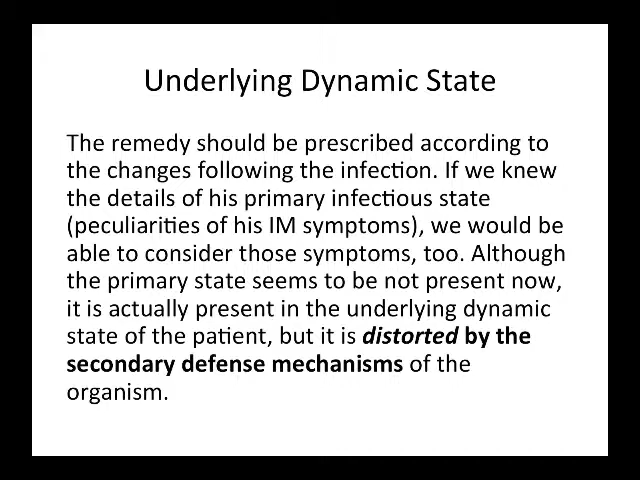 Underlying Dynamic State
The remedy should be prescribed according to
the changes following the infection. If we knew
the details of his primary infectious state
(peculiarities of his IM symptoms), we would be
able to consider those symptoms, too. Although
the primary state seems to be not present now,
it is actually present in the underlying dynamic
state of the patient, but it is distorted by the
secondary defense mechanisms of the
organism.